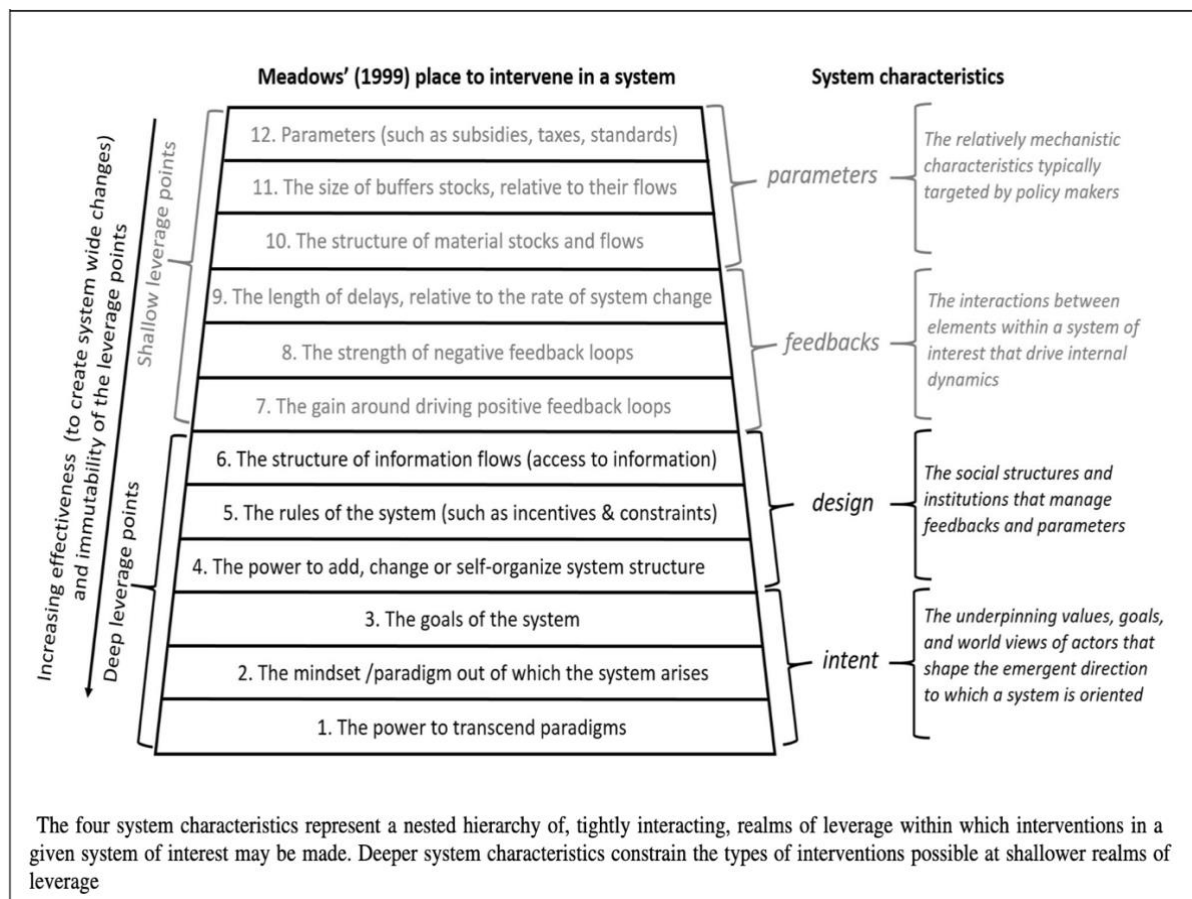 Meadows' (1999) place to intervene in a system
System characteristics
Increasing effectiveness (to create system wide changes)
and immutability of the leverage points
Shallow leverage points
Deep leverage points
12. Parameters (such as subsidies, taxes, standards)
11. The size of buffers stocks, relative to their flows
10. The structure of material stocks and flows
9. The length of delays, relative to the rate of system change
8. The strength of negative feedback loops
7. The gain around driving positive feedback loops
6. The structure of information flows (access to information)
5. The rules of the system (such as incentives & constraints)
4. The power to add, change or self-organize system structure
3. The goals of the system
2. The mindset /paradigm out of which the system arises
1. The power to transcend paradigms
parameters
The relatively mechanistic
characteristics typically
targeted by policy makers
feedbacks
The interactions between
elements within a system of
interest that drive internal
dynamics
design
The social structures and
institutions that manage
feedbacks and parameters
intent
The underpinning values, goals,
and world views of actors that
shape the emergent direction
to which a system is oriented
The four system characteristics represent a nested hierarchy of, tightly interacting, realms of leverage within which interventions in a
given system of interest may be made. Deeper system characteristics constrain the types of interventions possible at shallower realms of
leverage